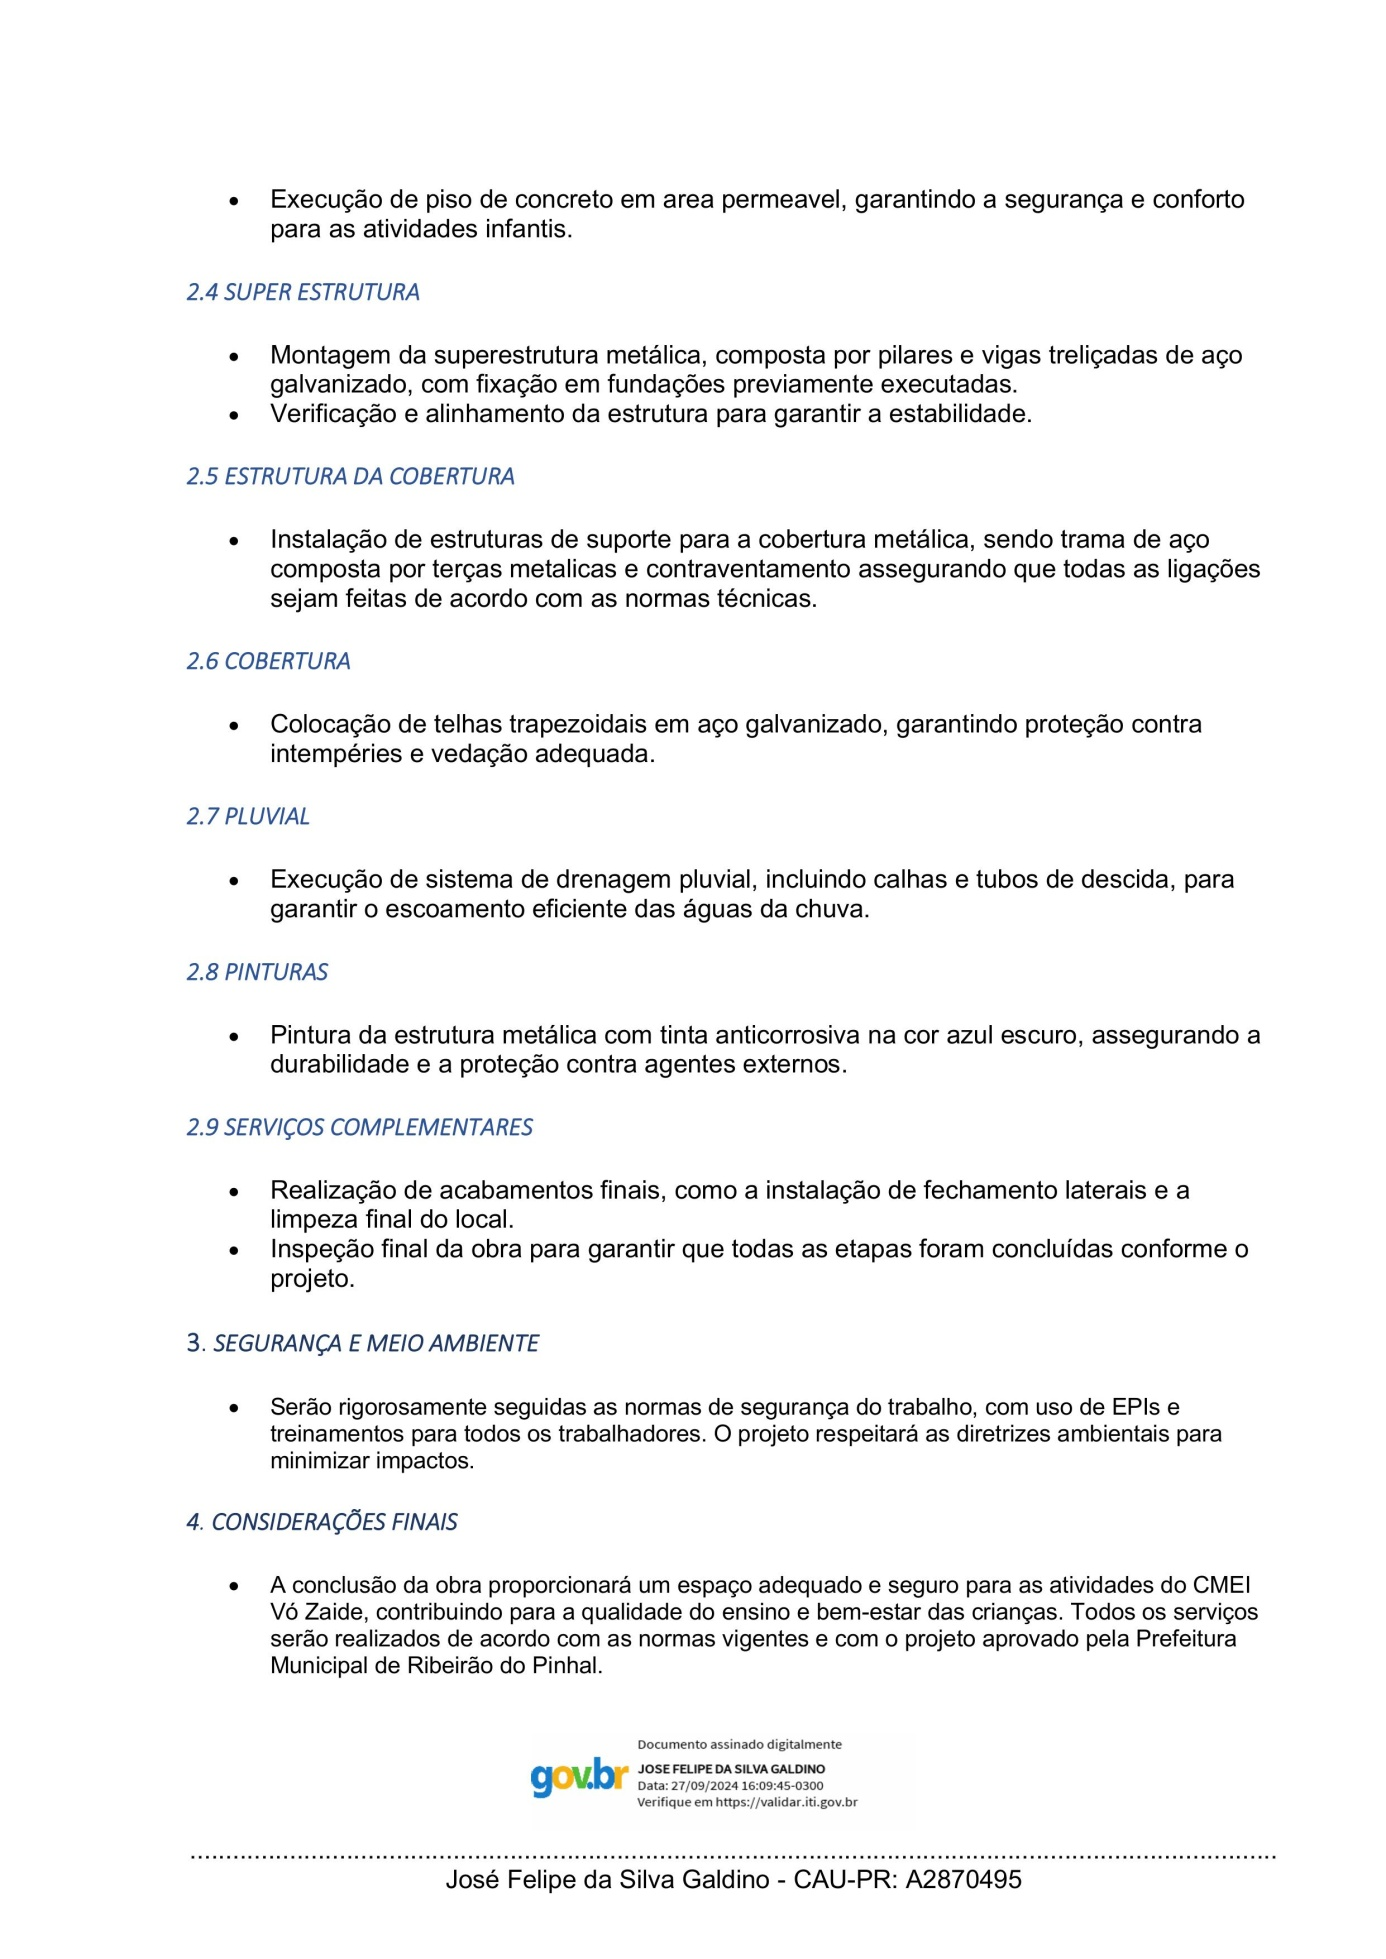 • Execução de piso de concreto em area permeavel, garantindo a segurança e conforto
para as atividades infantis.
2.4 SUPER ESTRUTURA
• Montagem da superestrutura metálica, composta por pilares e vigas treliçadas de aço
galvanizado, com fixação em fundações previamente executadas.
• Verificação e alinhamento da estrutura para garantir a estabilidade.
2.5 ESTRUTURA DA COBERTURA
• Instalação de estruturas de suporte para a cobertura metálica, sendo trama de aço
composta por terças metalicas e contraventamento assegurando que todas as ligações
sejam feitas de acordo com as normas técnicas.
2.6 COBERTURA
• Colocação de telhas trapezoidais em aço galvanizado, garantindo proteção contra
intempéries e vedação adequada.
2.7 PLUVIAL
• Execução de sistema de drenagem pluvial, incluindo calhas e tubos de descida, para
garantir o escoamento eficiente das águas da chuva.
2.8 PINTURAS
• Pintura da estrutura metálica com tinta anticorrosiva na cor azul escuro, assegurando a
durabilidade e a proteção contra agentes externos.
2.9 SERVIÇOS COMPLEMENTARES
• Realização de acabamentos finais, como a instalação de fechamento laterais e a
limpeza final do local.
• Inspeção final da obra para garantir que todas as etapas foram concluídas conforme o
projeto.
3. SEGURANÇA E MEIO AMBIENTE
• Serão rigorosamente seguidas as normas de segurança do trabalho, com uso de EPIs e
treinamentos para todos os trabalhadores. O projeto respeitará as diretrizes ambientais para
minimizar impactos.
4. CONSIDERAÇÕES FINAIS
• A conclusão da obra proporcionará um espaço adequado e seguro para as atividades do CMEI
Vó Zaide, contribuindo para a qualidade do ensino e bem-estar das crianças. Todos os serviços
serão realizados de acordo com as normas vigentes e com o projeto aprovado pela Prefeitura
Municipal de Ribeirão do Pinhal.
gov.br
Documento assinado digitalmente
JOSE FELIPE DA SILVA GALDINO
Data: 27/09/2024 16:09:45-0300
Verifique em https://validar.iti.gov.br
José Felipe da Silva Galdino - CAU-PR: A2870495